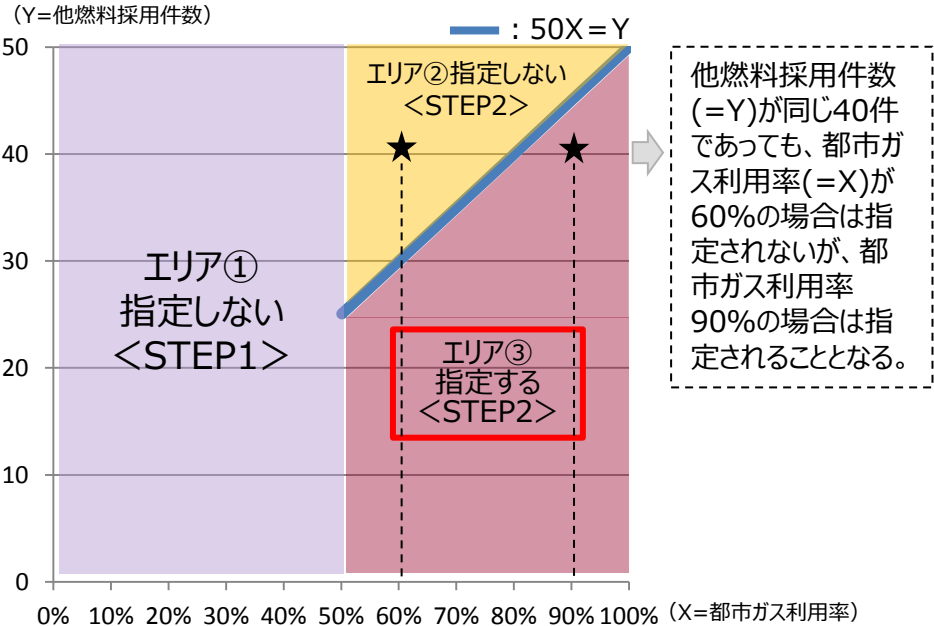 （Y=他燃料採用件数）
：50X＝Y
50
40
30
20
10
0
エリア②指定しない
＜STEP2＞
エリア①
指定しない
＜STEP1＞
エリア③
指定する
＜STEP2＞
0% 10% 20% 30% 40% 50% 60% 70% 80% 90% 100%
（X=都市ガス利用率）
他燃料採用件数
(=Y)が同じ40件
であっても、都市ガ
ス利用率(=X)が
60%の場合は指
定されないが、都
市ガス利用率
90%の場合は指
定されることとなる。